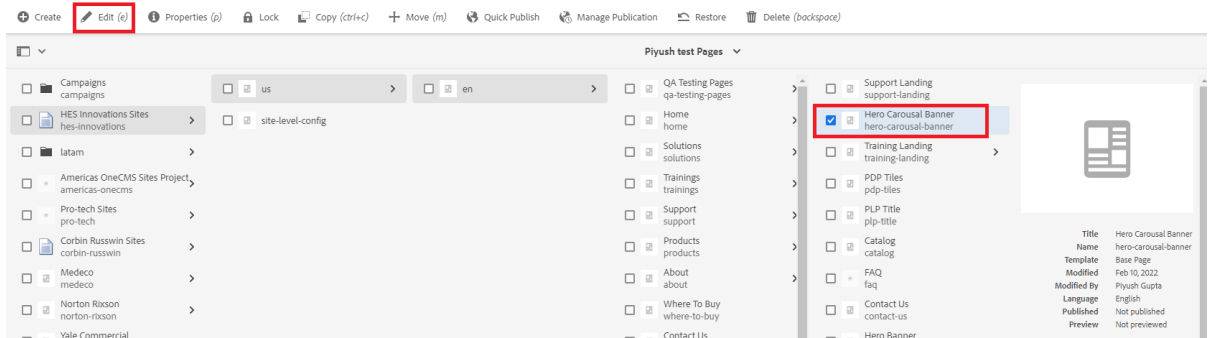 Create Edit (e) Properties (p) Lock Copy (ctrl+c) Move (m) Quick Publish Manage Publication Restore Delete (backspace)
Piyush test Pages
Campaigns
campaigns
HES Innovations Sites
hes-innovations
latam
Americas OneCMS Sites Project
americas-onecms
Pro-tech Sites
pro-tech
Corbin Russwin Sites
corbin-russwin
Medeco
medeco
Norton Rixson
norton-rixson
Yale Commercial
us
site-level-config
en
QA Testing Pages
qa-testing-pages
Home
home
Solutions
solutions
Trainings
trainings
Support
support
Products
products
About
about
Where To Buy
where-to-buy
Contact Us
Support Landing
support-landing
Hero Carousal Banner
hero-carousal-banner
Training Landing
training-landing
PDP Tiles
pdp-tiles
PLP Title
plp-title
Catalog
catalog
FAQ
faq
Contact Us
contact-us
Hero Banner
Title Hero Carousal Banner
Name hero-carousal-banner
Template Base Page
Modified Feb 10, 2022
Modified By Piyush Gupta
Language English
Published Not published
Preview Not previewed